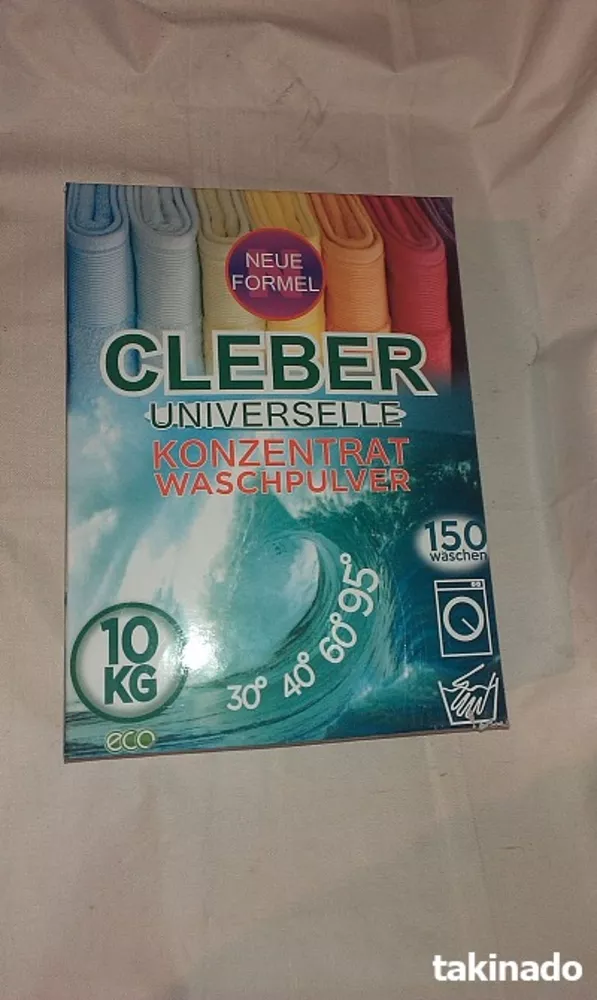 NEUE
FORMEL
CLEBER
UNIVERSELLE
KONZENTRAT
WASCHPULVER
150
waschen
30° 40° 60° 95°
10
KG
eco
takinado